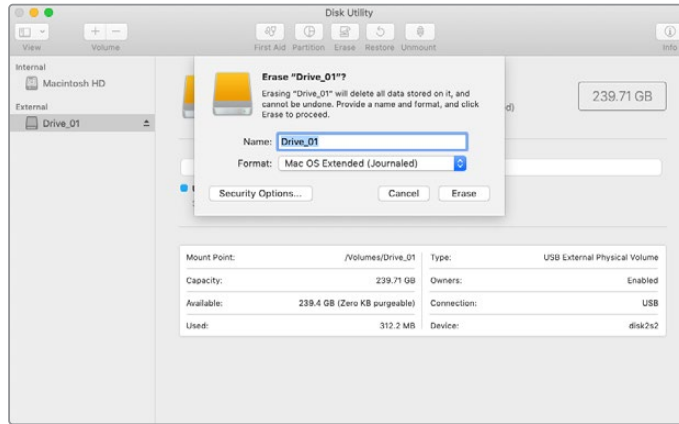 Disk Utility
View
Volume
First Aid
Partition
Erase
Restore
Unmount
Info
Internal
Macintosh HD
External
Drive_01
Erase “Drive_01”?
Erasing “Drive_01” will delete all data stored on it, and
cannot be undone. Provide a name and format, and click
Erase to proceed.
Name: Drive_01
Format: Mac OS Extended (Journaled)
Security Options...
Cancel
Erase
239.71 GB
Mount Point: /Volumes/Drive_01
Type: USB External Physical Volume
Capacity: 239.71 GB
Owners: Enabled
Available: 239.4 GB (Zero KB purgeable)
Connection: USB
Used: 312.2 MB
Device: disk2s2